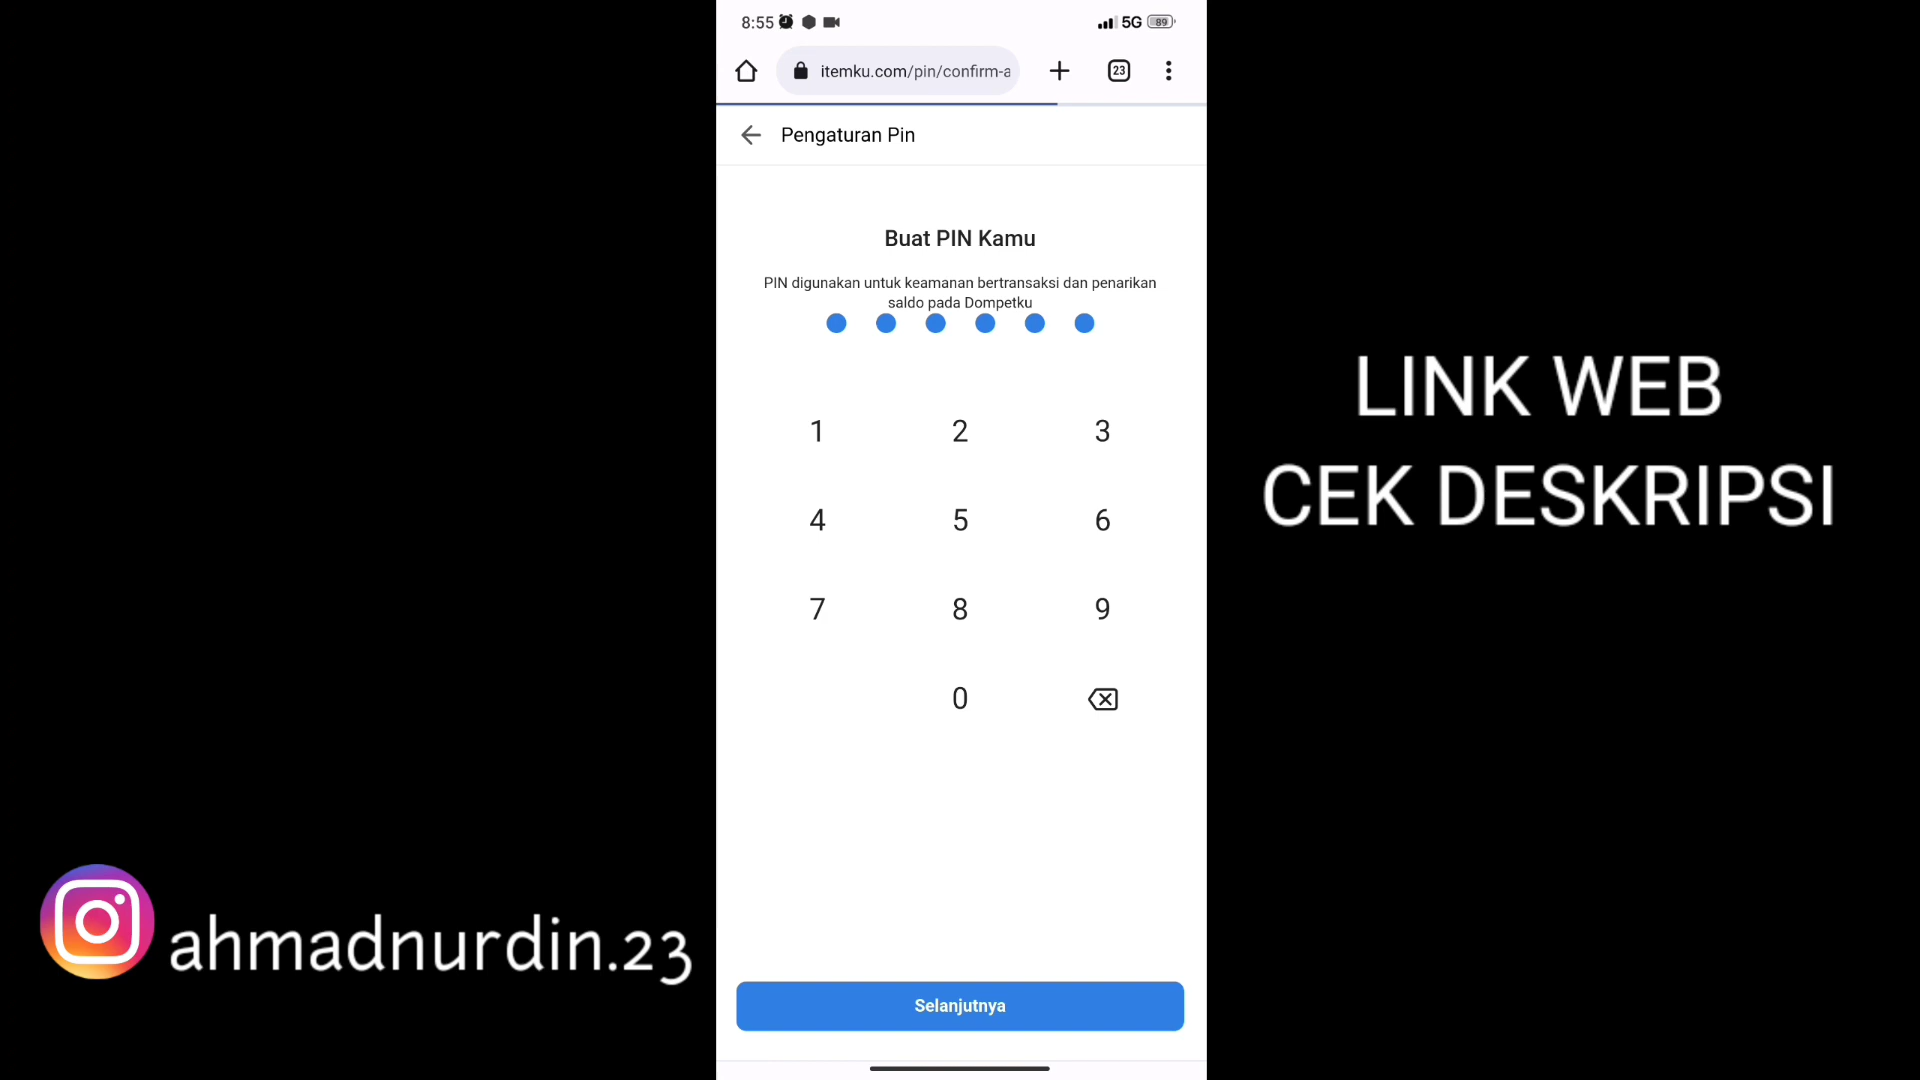 8:55
5G 89
itemku.com/pin/confirm-a
23
Pengaturan Pin
Buat PIN Kamu
PIN digunakan untuk keamanan bertransaksi dan penarikan
saldo pada Dompetku
1 2 3
4 5 6
7 8 9
0
Selanjutnya
LINK WEB
CEK DESKRIPSI
ahmadnurdin.23